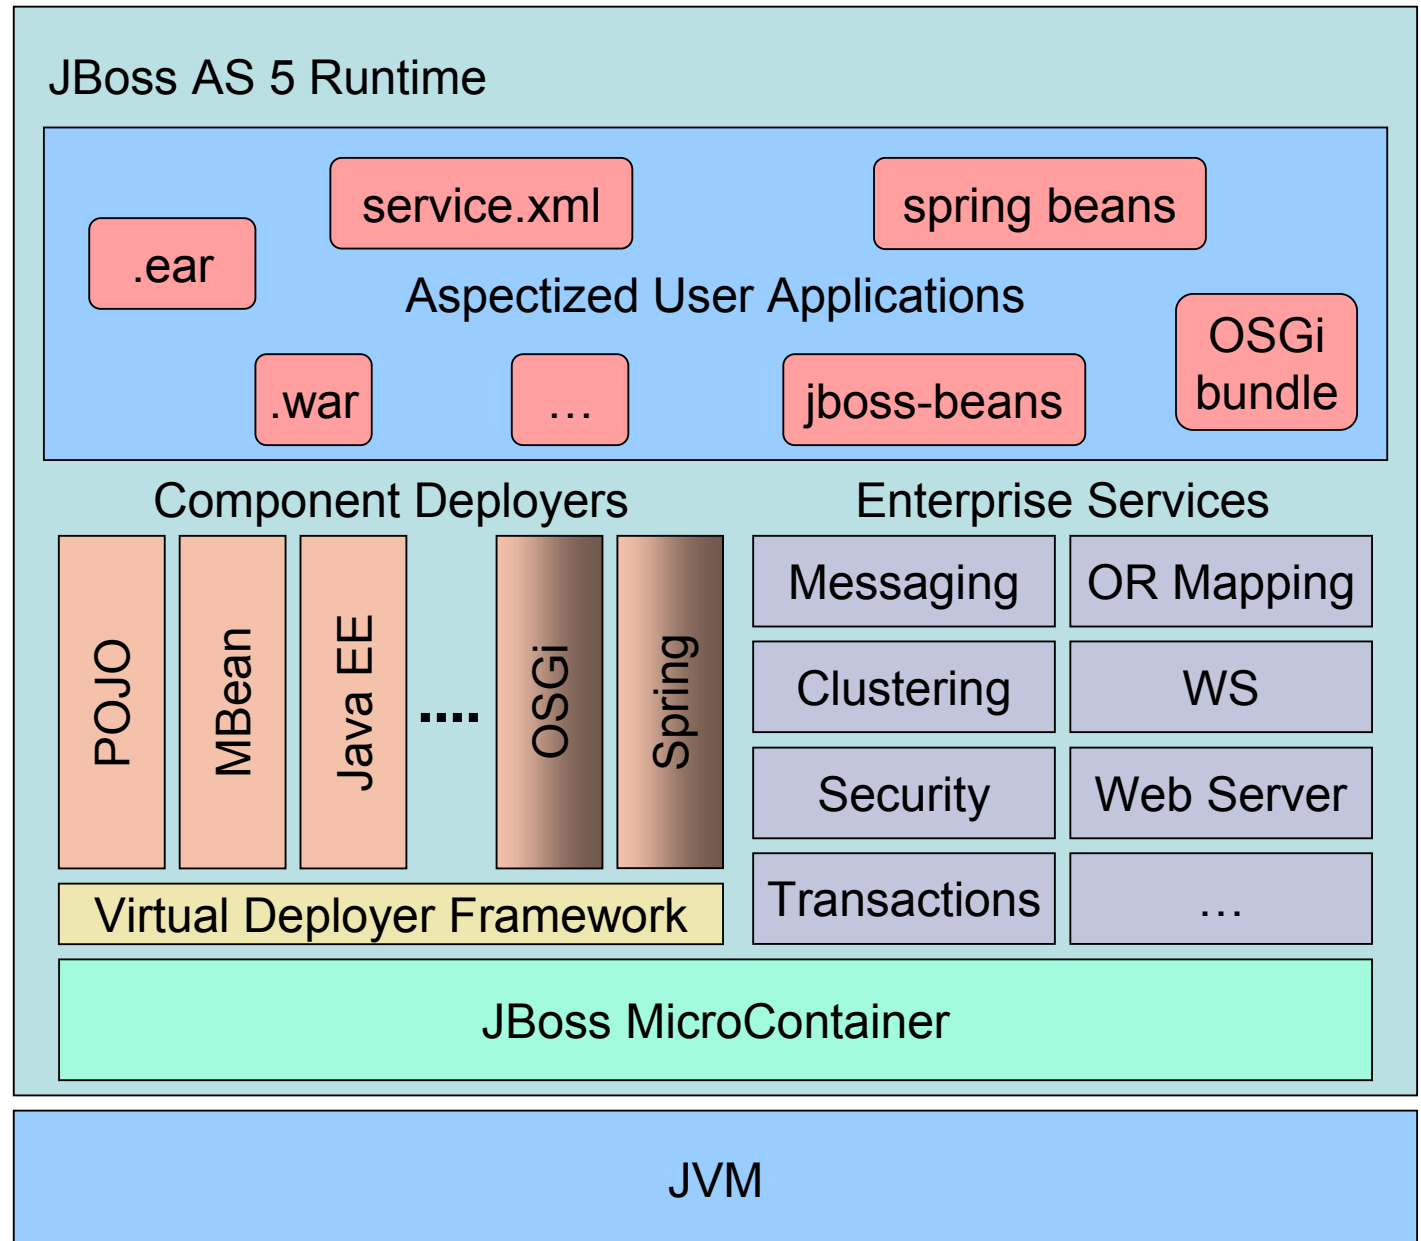 JBoss AS 5 Runtime
service.xml
spring beans
.ear
Aspectized User Applications
OSGi
bundle
.war
…
jboss-beans
Component Deployers
Enterprise Services
POJO
MBean
Java EE
....
OSGi
Spring
Messaging
OR Mapping
Clustering
WS
Security
Web Server
Transactions
…
Virtual Deployer Framework
JBoss MicroContainer
JVM